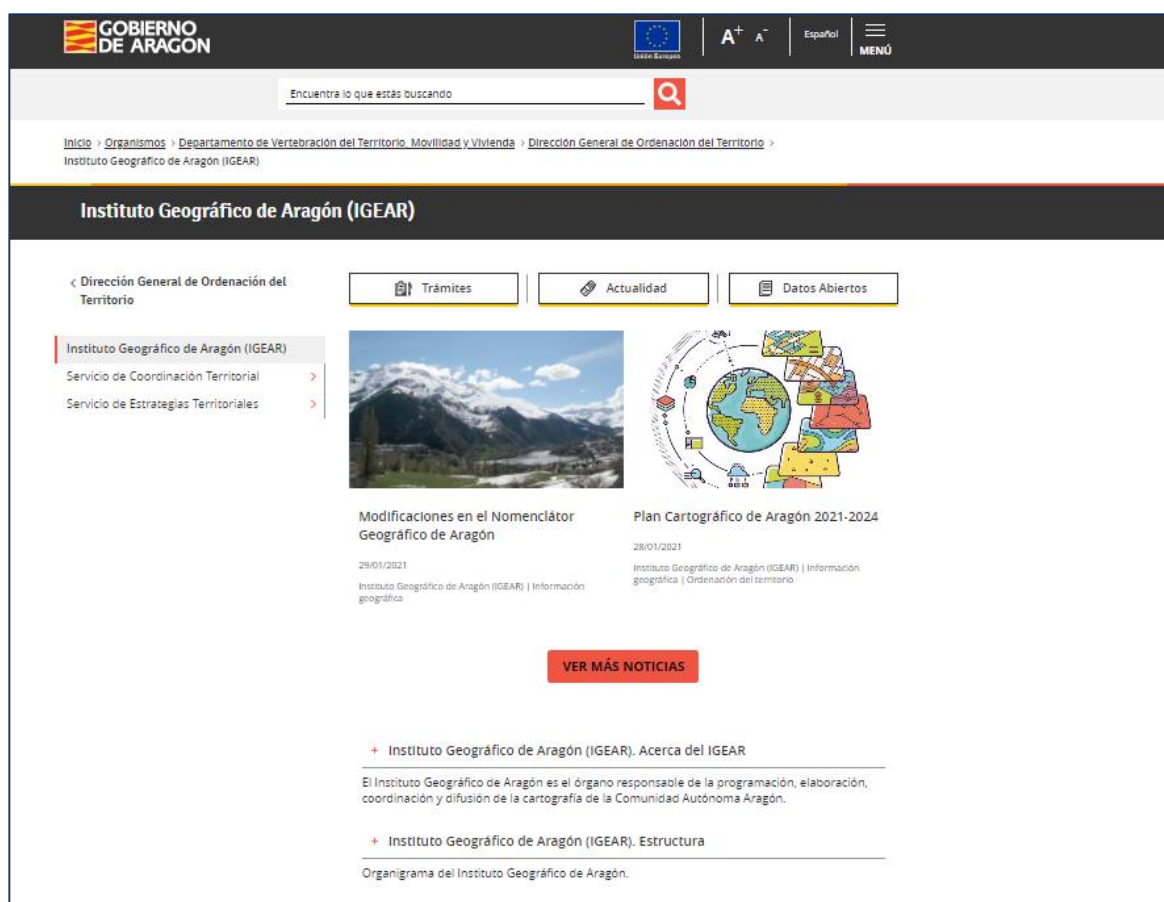 GOBIERNO
DE ARAGON
Unión Europea
A+ A-
Español
MENÚ
Encuentra lo que estás buscando
Inicio > Organismos > Departamento de Vertebración del Territorio, Movilidad y Vivienda > Dirección General de Ordenación del Territorio >
Instituto Geográfico de Aragón (IGEAR)
Instituto Geográfico de Aragón (IGEAR)
< Dirección General de Ordenación del
Territorio
Instituto Geográfico de Aragón (IGEAR)
Servicio de Coordinación Territorial >
Servicio de Estrategias Territoriales >
Trámites
Actualidad
Datos Abiertos
Modificaciones en el Nomenclátor
Geográfico de Aragón
29/01/2021
Instituto Geográfico de Aragón (IGEAR) | Información
geográfica
Plan Cartográfico de Aragón 2021-2024
28/01/2021
Instituto Geográfico de Aragón (IGEAR) | Información
geográfica | Ordenación del territorio
VER MÁS NOTICIAS
+ Instituto Geográfico de Aragón (IGEAR). Acerca del IGEAR
El Instituto Geográfico de Aragón es el órgano responsable de la programación, elaboración,
coordinación y difusión de la cartografía de la Comunidad Autónoma Aragón.
+ Instituto Geográfico de Aragón (IGEAR). Estructura
Organigrama del Instituto Geográfico de Aragón.